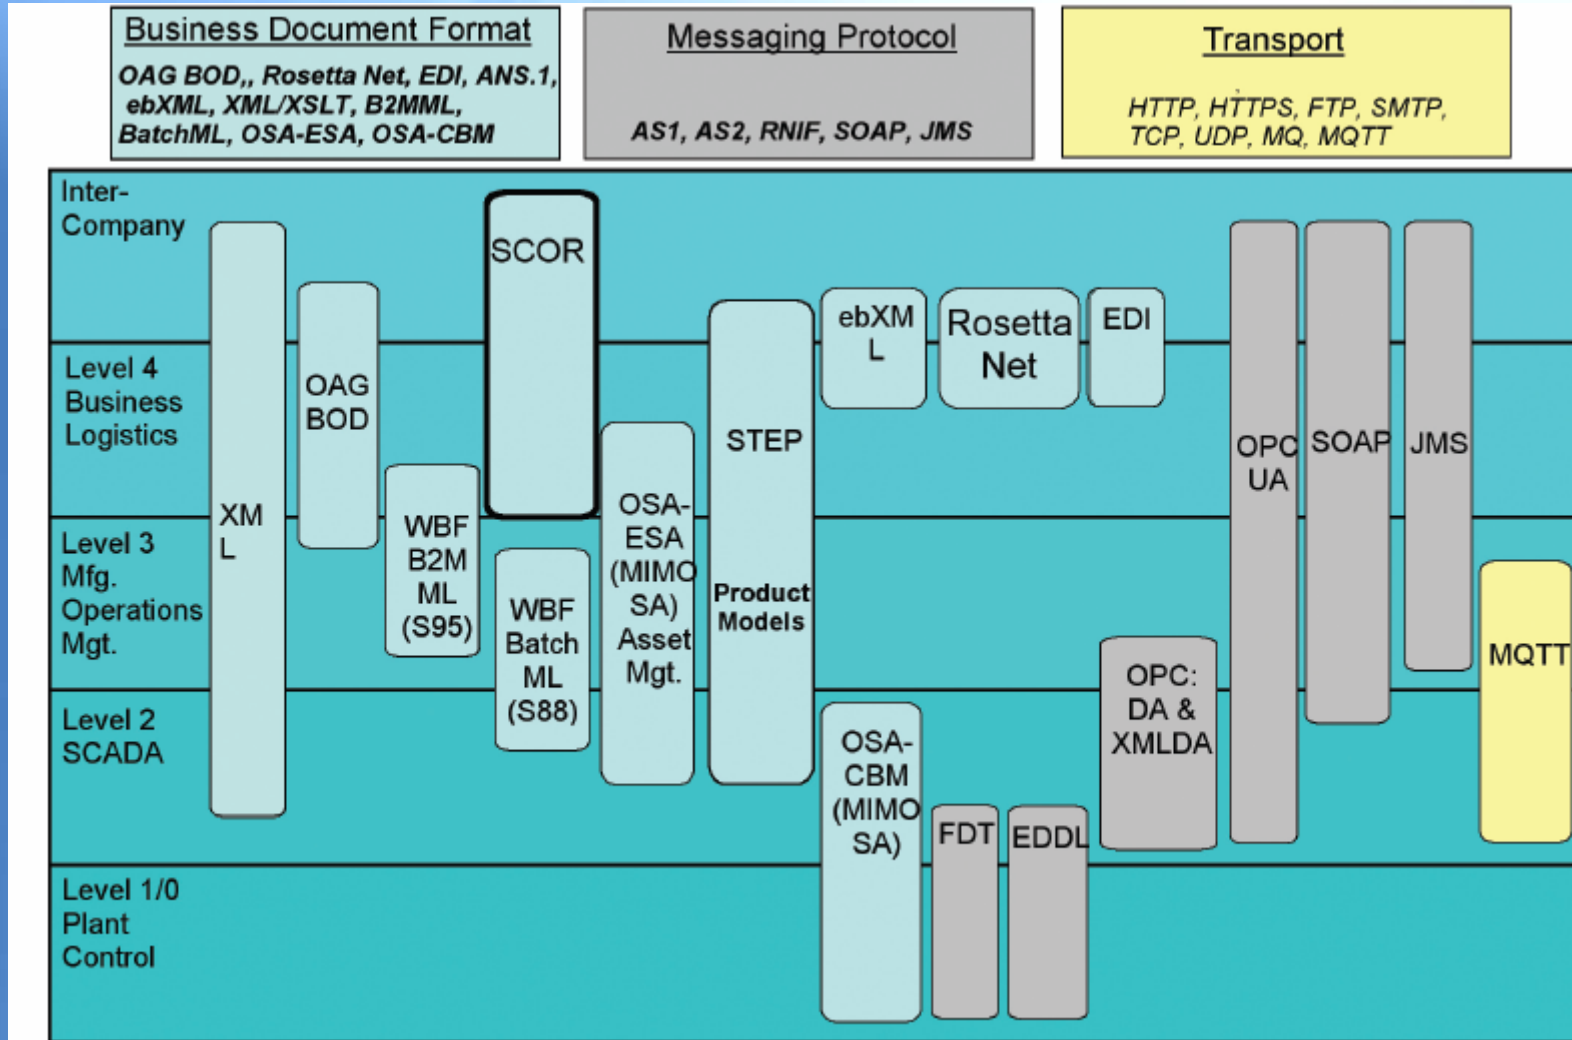 Business Document Format
OAG BOD,, Rosetta Net, EDI, ANS.1,
ebXML, XML/XSLT, B2MML,
BatchML, OSA-ESA, OSA-CBM
Messaging Protocol
AS1, AS2, RNIF, SOAP, JMS
Transport
HTTP, HTTPS, FTP, SMTP,
TCP, UDP, MQ, MQTT
Inter-
Company
Level 4
Business
Logistics
Level 3
Mfg.
Operations
Mgt.
Level 2
SCADA
Level 1/0
Plant
Control
XM
L
OAG
BOD
WBF
B2M
ML
(S95)
SCOR
WBF
Batch
ML
(S88)
OSA-
ESA
(MIMO
SA)
Asset
Mgt.
STEP
Product
Models
ebXM
L
Rosetta
Net
EDI
OSA-
CBM
(MIMO
SA)
FDT
EDDL
OPC:
DA &
XMLDA
OPC
UA
SOAP
JMS
MQTT